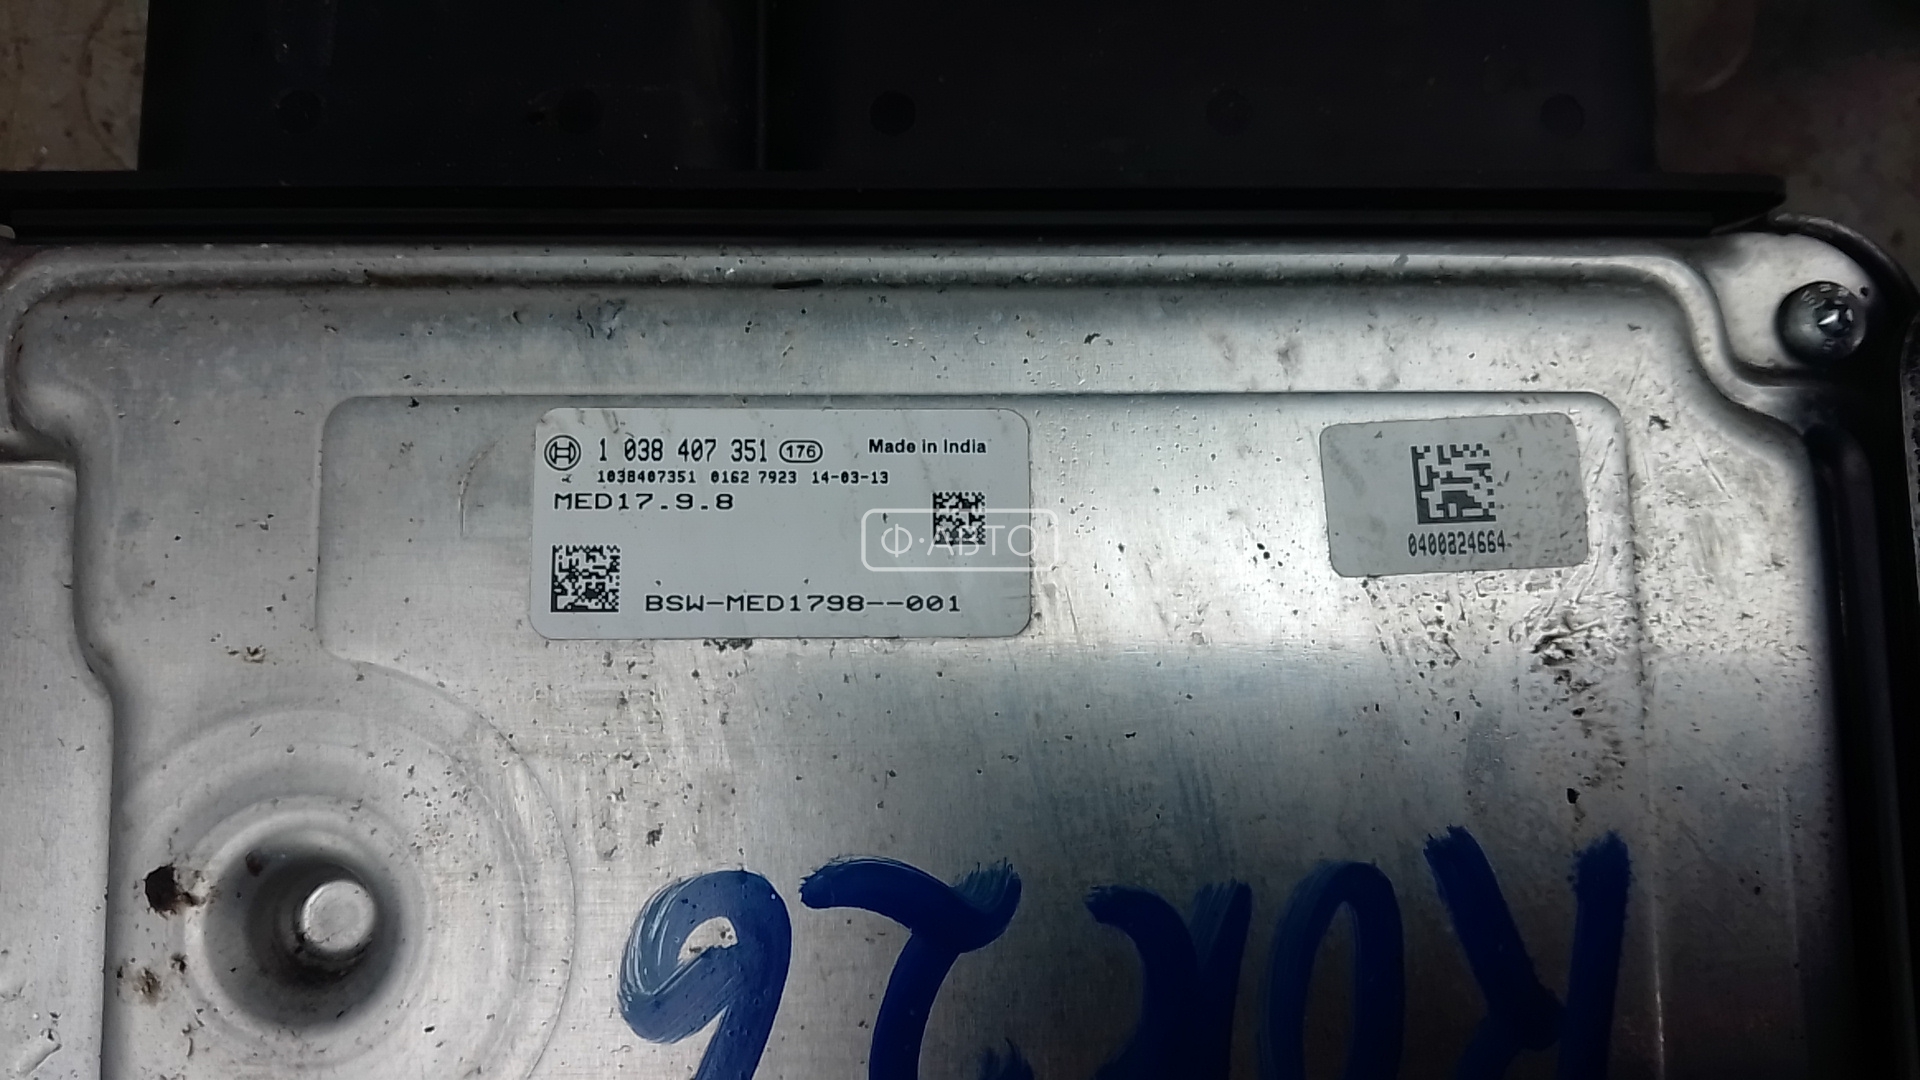 1 038 407 351 176 Made in India
1038407351 0162 7923 14-03-13
MED17.9.8
BSW-MED1798--001
0400824664
Ф·АВТО